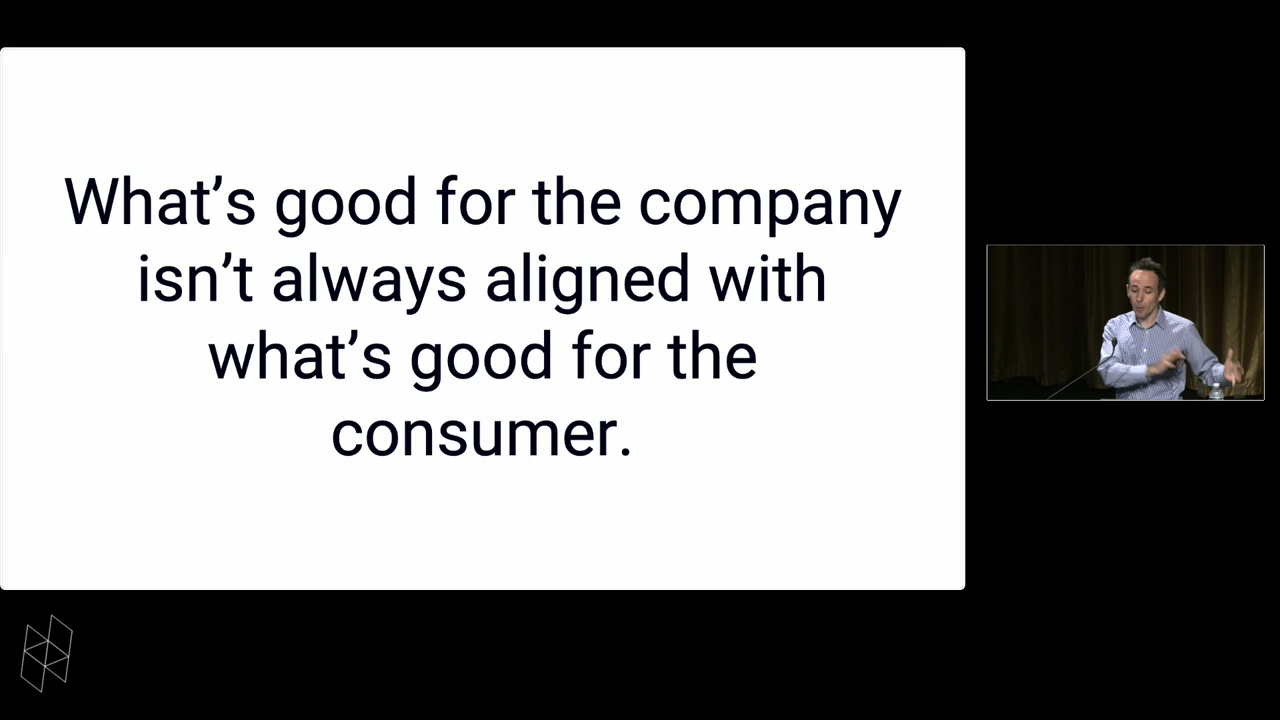 What’s good for the company
isn’t always aligned with
what’s good for the
consumer.